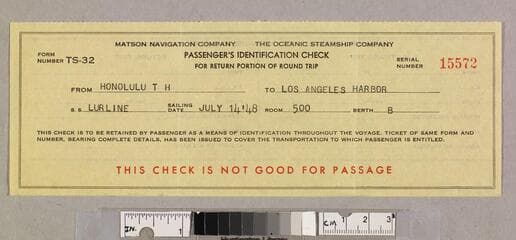 MATSON NAVIGATION COMPANY THE OCEANIC STEAMSHIP COMPANY
FORM NUMBER TS-32
PASSENGER'S IDENTIFICATION CHECK
FOR RETURN PORTION OF ROUND TRIP
SERIAL NUMBER 15572
FROM HONOLULU T H TO LOS ANGELES HARBOR
S.S. LURLINE SAILING DATE JULY 14'48 ROOM 500 BERTH B
THIS CHECK IS TO BE RETAINED BY PASSENGER AS A MEANS OF IDENTIFICATION THROUGHOUT THE VOYAGE. TICKET OF SAME FORM AND
NUMBER, BEARING COMPLETE DETAILS, HAS BEEN ISSUED TO COVER THE TRANSPORTATION TO WHICH PASSENGER IS ENTITLED.
THIS CHECK IS NOT GOOD FOR PASSAGE
IN. 1 CM 1 2 3